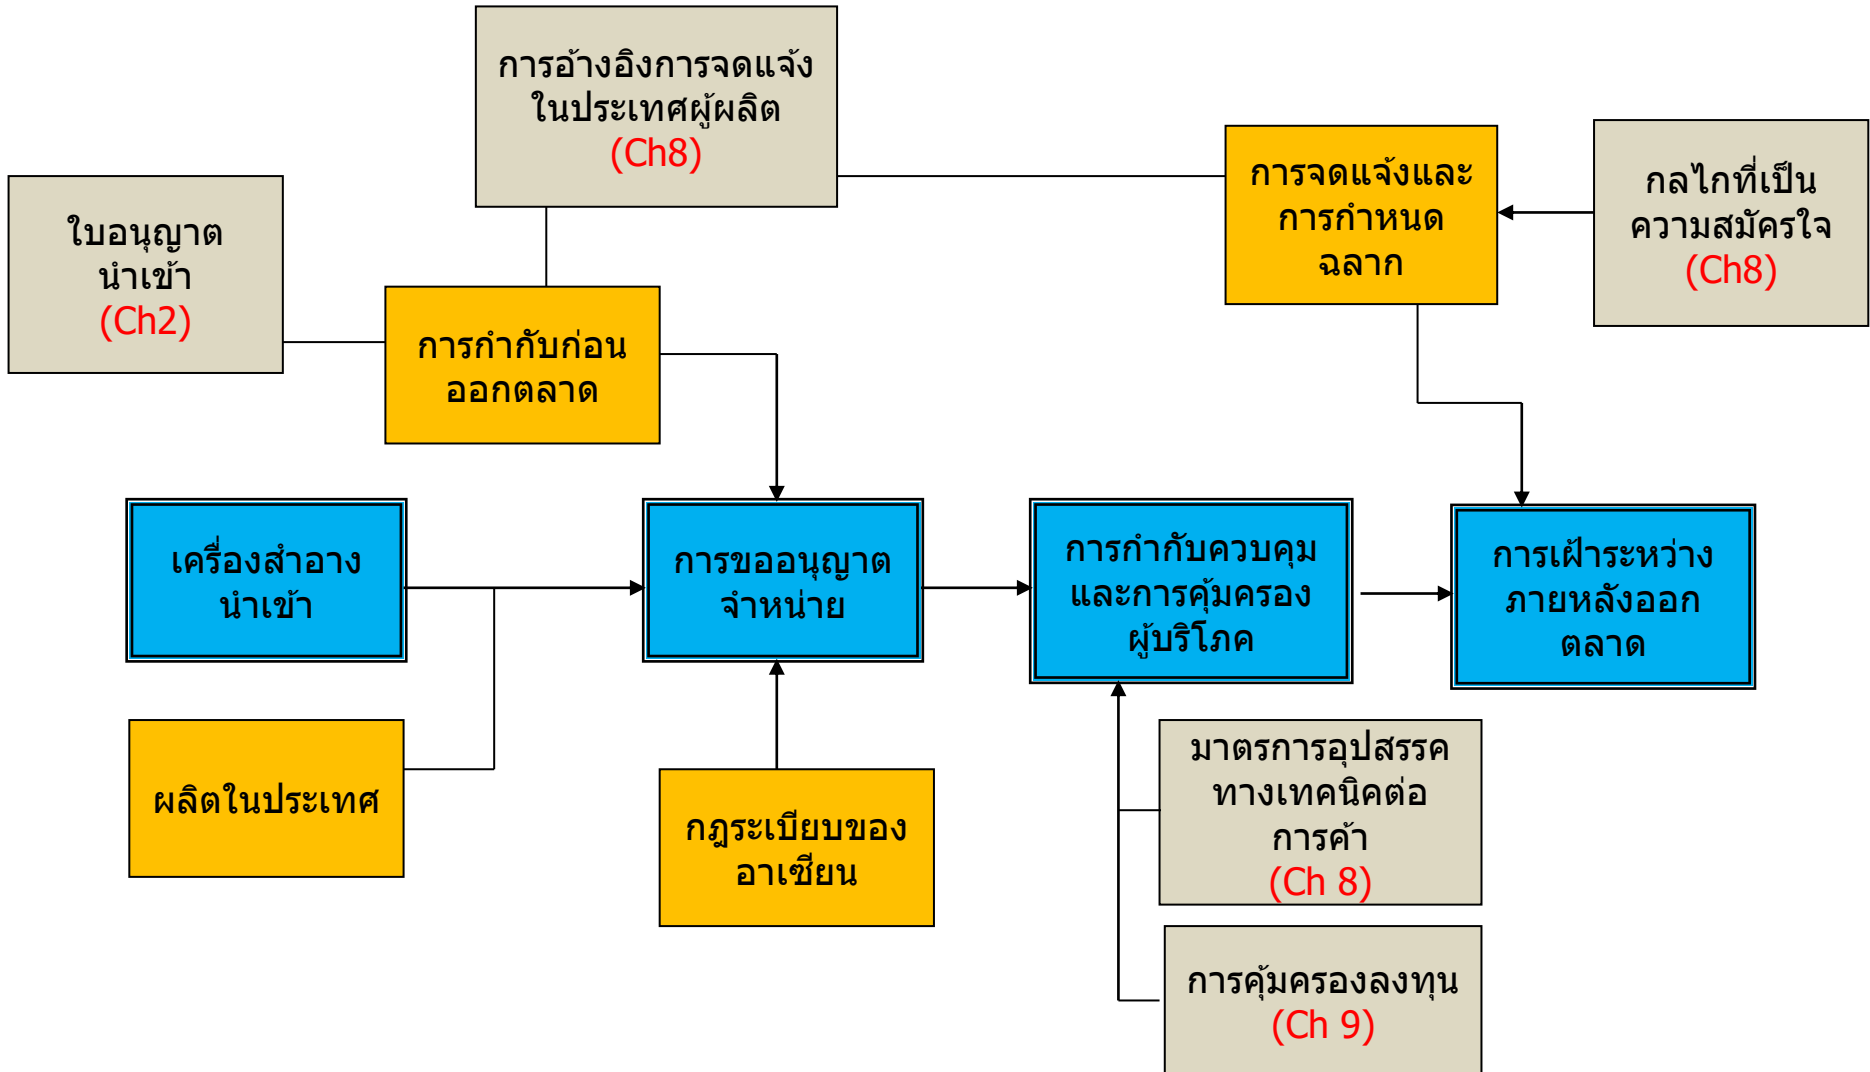 การอ้างอิงการจดแจ้ง
ในประเทศผู้ผลิต
(Ch8)
การจดแจ้งและ
การกำหนด
ฉลาก
กลไกที่เป็น
ความสมัครใจ
(Ch8)
ใบอนุญาต
นำเข้า
(Ch2)
การกำกับก่อน
ออกตลาด
เครื่องสำอาง
นำเข้า
การขออนุญาต
จำหน่าย
การกำกับควบคุม
และการคุ้มครอง
ผู้บริโภค
การเฝ้าระหว่าง
ภายหลังออก
ตลาด
ผลิตในประเทศ
กฎระเบียบของ
อาเซียน
มาตรการอุปสรรค
ทางเทคนิคต่อ
การค้า
(Ch 8)
การคุ้มครองลงทุน
(Ch 9)